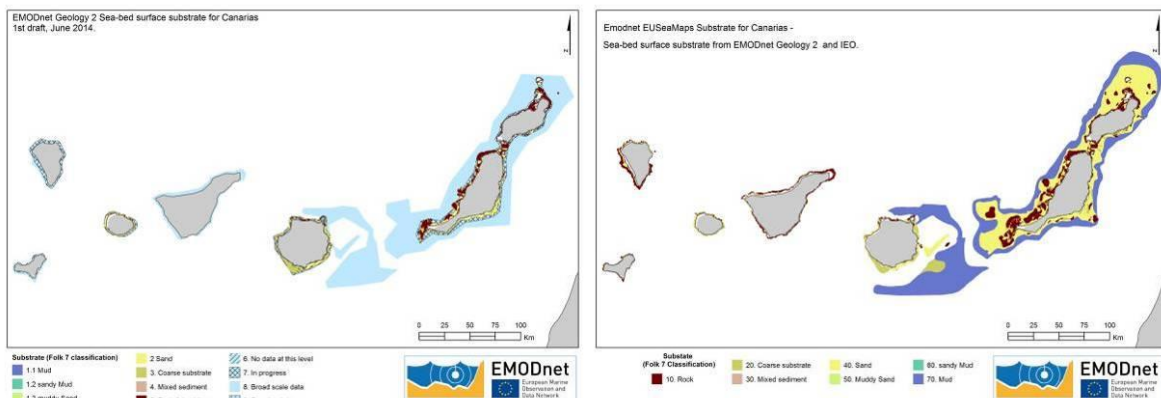 EMODnet Geology 2 Sea-bed surface substrate for Canarias
1st draft, June 2014.
N
0 25 50 75 100
Km
Substrate (Folk 7 classification)
1.1 Mud
1.2 sandy Mud
2 Sand
3. Coarse substrate
4. Mixed sediment
6. No data at this level
7. In progress
8. Broad scale data
EMODnet
European Marine
Observation and
Data Network
Emodnet EUSeaMaps Substrate for Canarias -
Sea-bed surface substrate from EMODnet Geology 2 and IEO.
N
0 25 50 75 100
Km
Substate
(Folk 7 Classification)
10. Rock
20. Coarse substrate
30. Mixed sediment
40. Sand
50. Muddy Sand
60. sandy Mud
70. Mud
EMODnet
European Marine
Observation and
Data Network